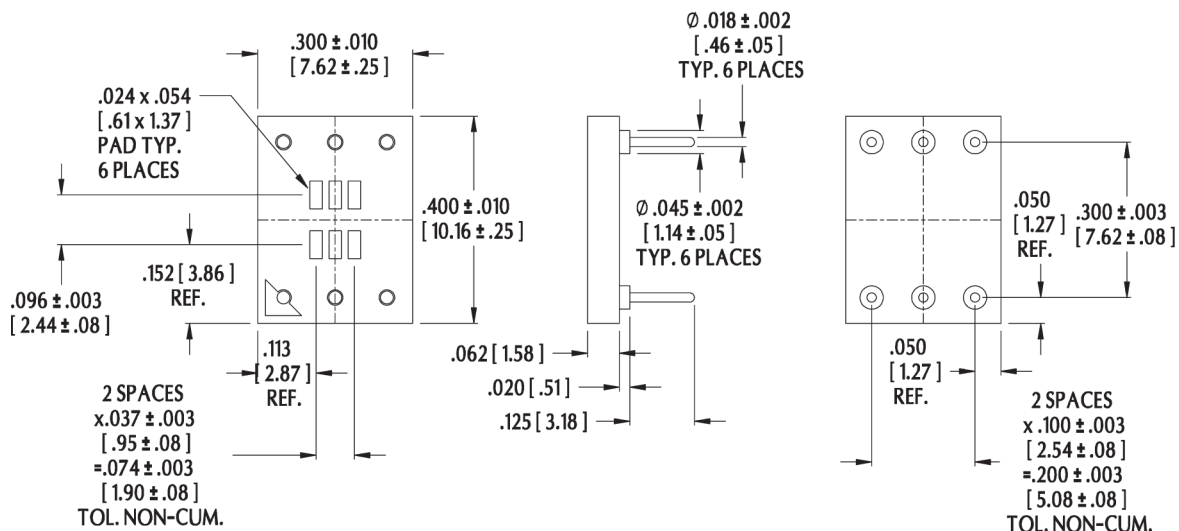 .300 ± .010
[ 7.62 ± .25 ]
.024 x .054
[ .61 x 1.37 ]
PAD TYP.
6 PLACES
.400 ± .010
[ 10.16 ± .25 ]
.152 [ 3.86 ]
REF.
.096 ± .003
[ 2.44 ± .08 ]
.113
[ 2.87 ]
REF.
2 SPACES
x.037 ± .003
[ .95 ± .08 ]
=.074 ± .003
[ 1.90 ± .08 ]
TOL. NON-CUM.
Ø .018 ± .002
[ .46 ± .05 ]
TYP. 6 PLACES
Ø .045 ± .002
[ 1.14 ± .05 ]
TYP. 6 PLACES
.062 [ 1.58 ]
.020 [ .51 ]
.125 [ 3.18 ]
.050
[ 1.27 ]
REF.
.300 ± .003
[ 7.62 ± .08 ]
.050
[ 1.27 ]
REF.
2 SPACES
x .100 ± .003
[ 2.54 ± .08 ]
=.200 ± .003
[ 5.08 ± .08 ]
TOL. NON-CUM.